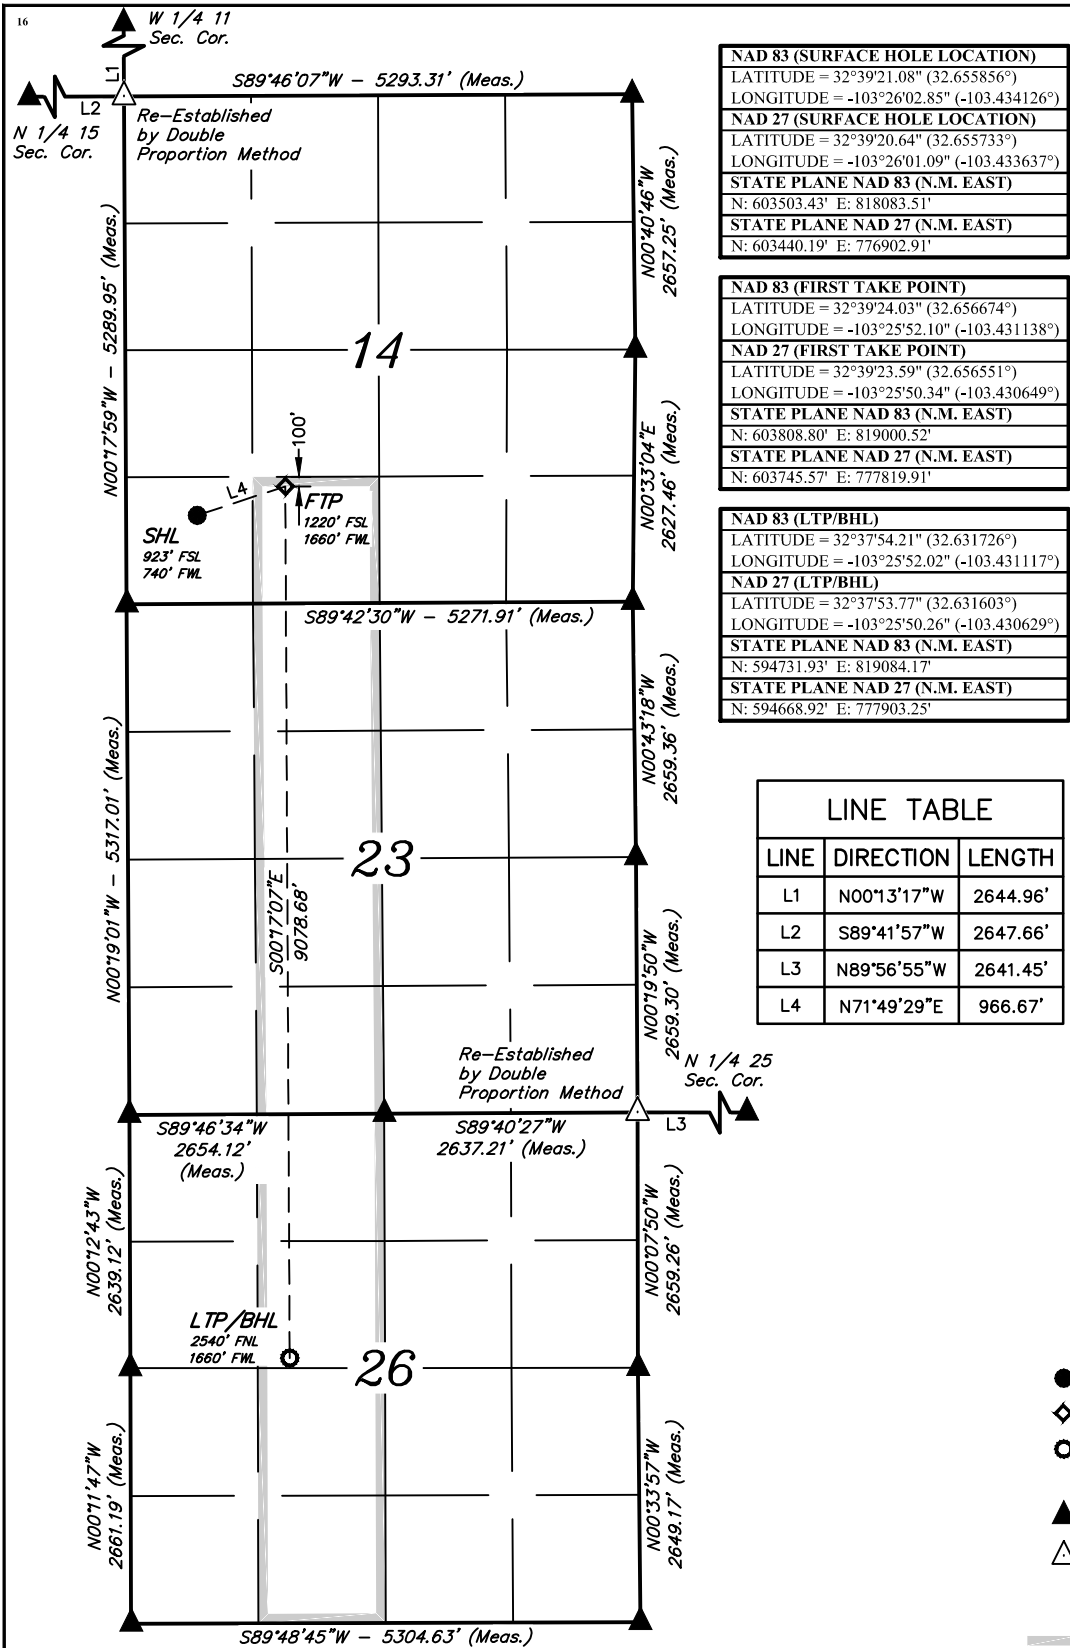 16
W 1/4 11
Sec. Cor.
L1
L2
N 1/4 15
Sec. Cor.
S89°46'07"W – 5293.31' (Meas.)
Re-Established
by Double
Proportion Method
N00°17'59"W – 5289.95' (Meas.)
N00°40'46"W
2657.25' (Meas.)
14
100'
L4
FTP
1220' FSL
1660' FWL
SHL
923' FSL
740' FWL
N00°33'04"E
2627.46' (Meas.)
S89°42'30"W – 5271.91' (Meas.)
N00°43'18"W
2659.36' (Meas.)
N00°19'01"W – 5317.01' (Meas.)
23
S00°17'07"E
9078.68'
N00°19'50"W
2659.30' (Meas.)
Re-Established
by Double
Proportion Method
N 1/4 25
Sec. Cor.
L3
S89°46'34"W
2654.12'
(Meas.)
S89°40'27"W
2637.21' (Meas.)
N00°12'43"W
2639.12' (Meas.)
N00°07'50"W
2659.26' (Meas.)
LTP/BHL
2540' FNL
1660' FWL
26
N00°11'47"W
2661.19' (Meas.)
N00°33'57"W
2649.17' (Meas.)
S89°48'45"W – 5304.63' (Meas.)
NAD 83 (SURFACE HOLE LOCATION)
LATITUDE = 32°39'21.08" (32.655856°)
LONGITUDE = -103°26'02.85" (-103.434126°)
NAD 27 (SURFACE HOLE LOCATION)
LATITUDE = 32°39'20.64" (32.655733°)
LONGITUDE = -103°26'01.09" (-103.433637°)
STATE PLANE NAD 83 (N.M. EAST)
N: 603503.43' E: 818083.51'
STATE PLANE NAD 27 (N.M. EAST)
N: 603440.19' E: 776902.91'
NAD 83 (FIRST TAKE POINT)
LATITUDE = 32°39'24.03" (32.656674°)
LONGITUDE = -103°25'52.10" (-103.431138°)
NAD 27 (FIRST TAKE POINT)
LATITUDE = 32°39'23.59" (32.656551°)
LONGITUDE = -103°25'50.34" (-103.430649°)
STATE PLANE NAD 83 (N.M. EAST)
N: 603808.80' E: 819000.52'
STATE PLANE NAD 27 (N.M. EAST)
N: 603745.57' E: 777819.91'
NAD 83 (LTP/BHL)
LATITUDE = 32°37'54.21" (32.631726°)
LONGITUDE = -103°25'52.02" (-103.431117°)
NAD 27 (LTP/BHL)
LATITUDE = 32°37'53.77" (32.631603°)
LONGITUDE = -103°25'50.26" (-103.430629°)
STATE PLANE NAD 83 (N.M. EAST)
N: 594731.93' E: 819084.17'
STATE PLANE NAD 27 (N.M. EAST)
N: 594668.92' E: 777903.25'
LINE TABLE
LINE DIRECTION LENGTH
L1 N00°13'17"W 2644.96'
L2 S89°41'57"W 2647.66'
L3 N89°56'55"W 2641.45'
L4 N71°49'29"E 966.67'